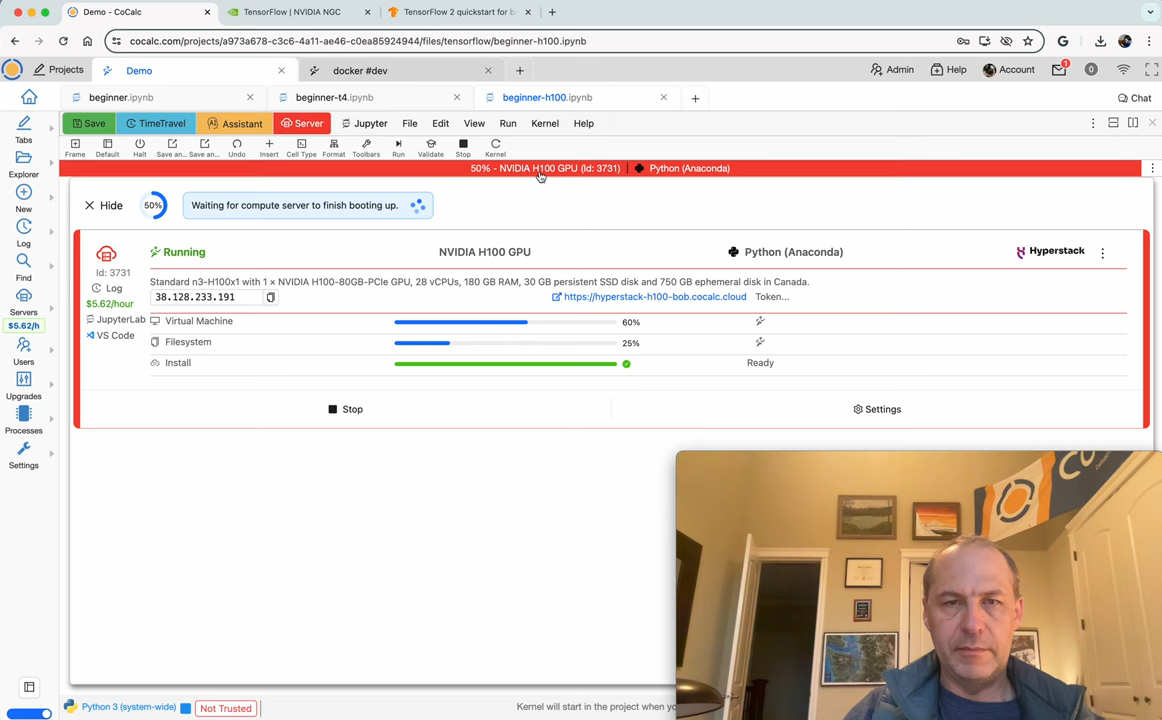 Demo - CoCalc
TensorFlow | NVIDIA NGC
TensorFlow 2 quickstart for b
cocalc.com/projects/a973a678-c3c6-4a11-ae46-c0ea85924944/files/tensorflow/beginner-h100.ipynb
Projects
Demo
docker #dev
Admin
Help
Account
1
0
beginner.ipynb
beginner-t4.ipynb
beginner-h100.ipynb
Chat
Save
TimeTravel
Assistant
Server
Jupyter
File
Edit
View
Run
Kernel
Help
Frame
Default
Halt
Save an...
Save an...
Undo
Insert
Cell Type
Format
Toolbars
Run
Validate
Stop
Kernel
50% - NVIDIA H100 GPU (Id: 3731)
Python (Anaconda)
Tabs
Explorer
New
Log
Find
Servers
$5.62/h
Users
Upgrades
Processes
Settings
Hide
50%
Waiting for compute server to finish booting up.
Running
NVIDIA H100 GPU
Python (Anaconda)
Hyperstack
Id: 3731
Log
$5.62/hour
JupyterLab
VS Code
Standard n3-H100x1 with 1 × NVIDIA H100-80GB-PCIe GPU, 28 vCPUs, 180 GB RAM, 30 GB persistent SSD disk and 750 GB ephemeral disk in Canada.
38.128.233.191
https://hyperstack-h100-bob.cocalc.cloud
Token...
Virtual Machine
60%
Filesystem
25%
Install
Ready
Stop
Settings
Python 3 (system-wide)
Not Trusted
Kernel will start in the project when you